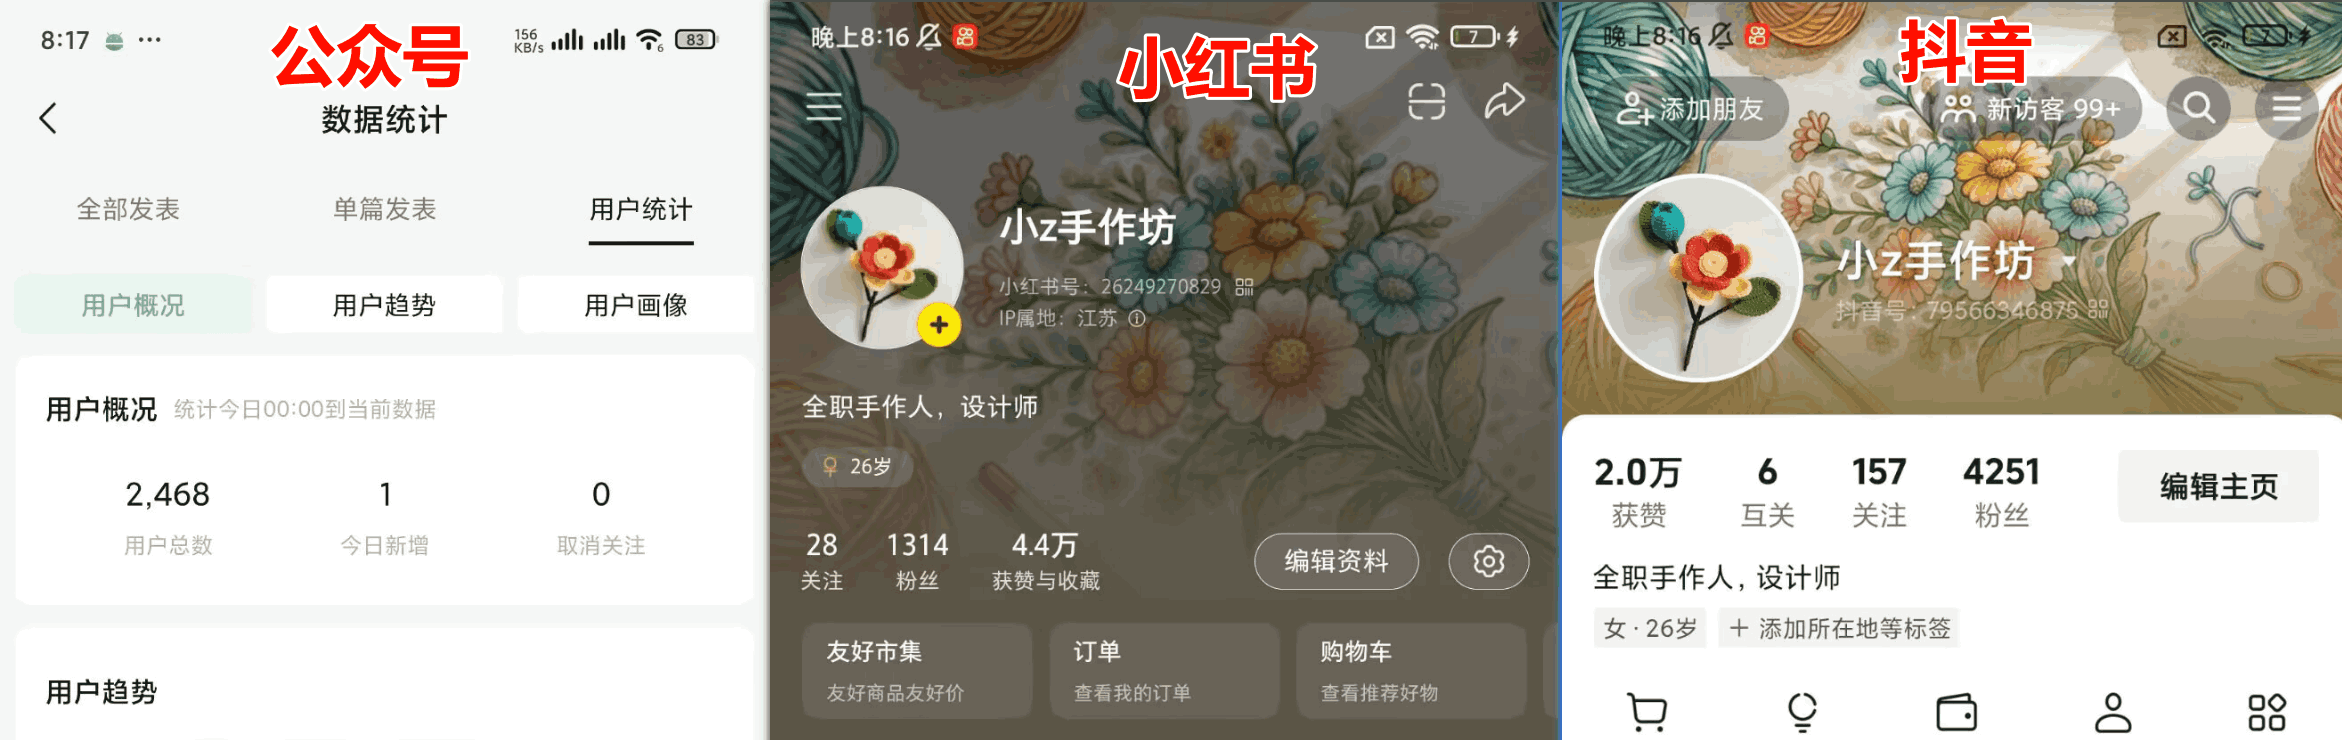 8:17
156
KB/s
6
83
公众号
数据统计
全部发表
单篇发表
用户统计
用户概况
用户趋势
用户画像
用户概况 统计今日00:00到当前数据
2,468
1
0
用户总数
今日新增
取消关注
用户趋势
晚上8:16
7
小红书
小z手作坊
小红书号：26249270829
IP属地：江苏
全职手作人，设计师
26岁
28
1314
4.4万
关注
粉丝
获赞与收藏
编辑资料
友好市集
友好商品友好价
订单
查看我的订单
购物车
查看推荐好物
晚上8:16
7
抖音
添加朋友
新访客 99+
小z手作坊
抖音号：79566346875
2.0万
6
157
4251
获赞
互关
关注
粉丝
编辑主页
全职手作人，设计师
女·26岁
+ 添加所在地等标签